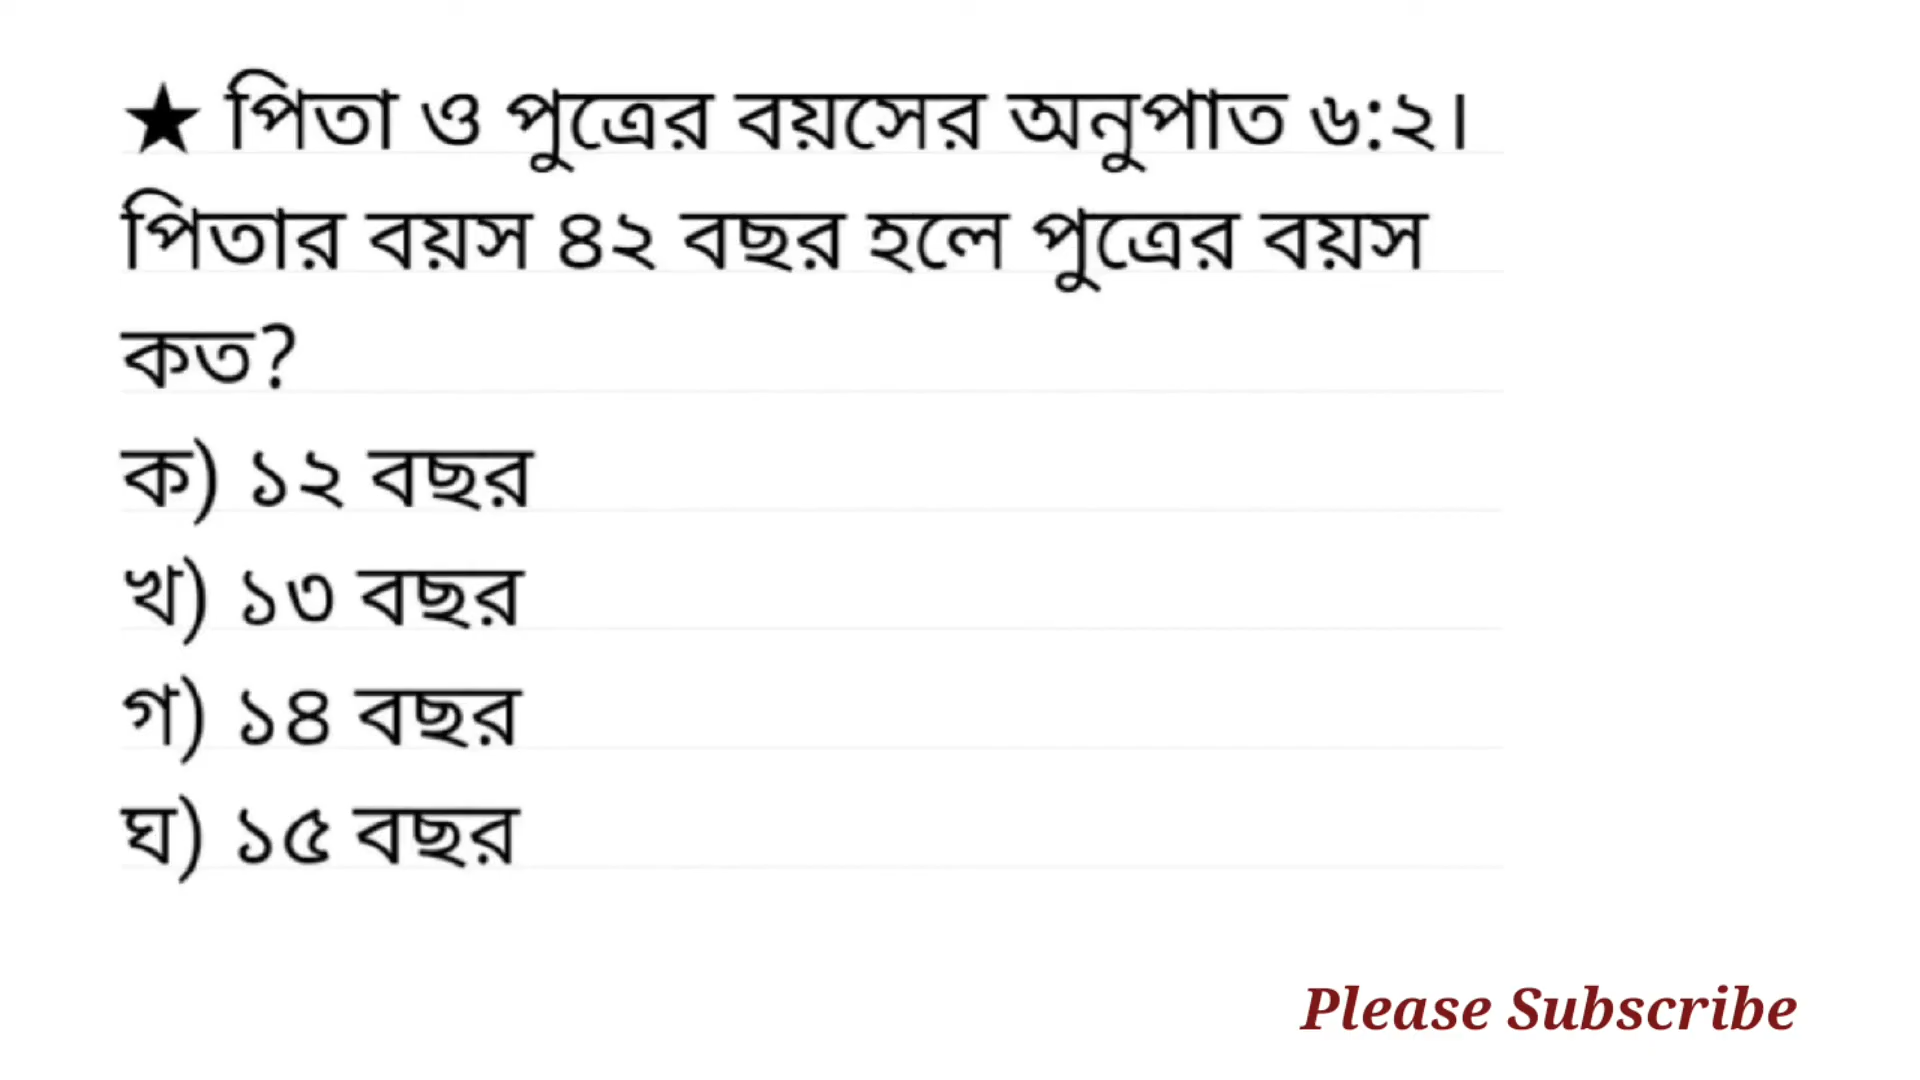 ★ পিতা ও পুত্রের বয়সের অনুপাত ৬:২।
পিতার বয়স ৪২ বছর হলে পুত্রের বয়স
কত?
ক) ১২ বছর
খ) ১৩ বছর
গ) ১৪ বছর
ঘ) ১৫ বছর
Please Subscribe